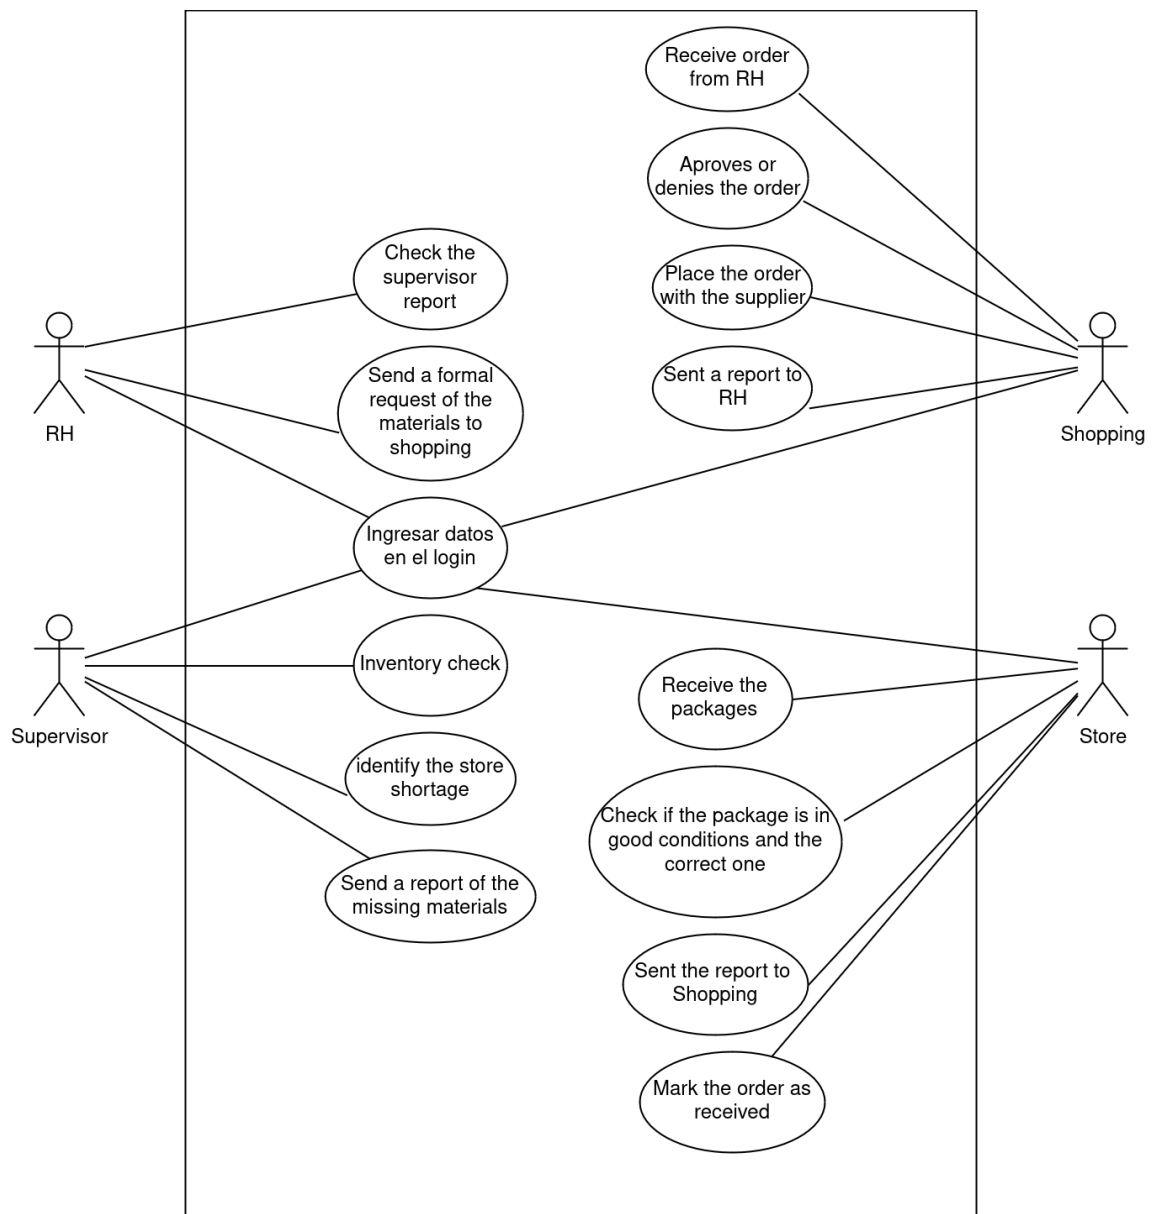 Receive order
from RH
Aproves or
denies the order
Check the
supervisor
report
Place the order
with the supplier
Send a formal
request of the
materials to
shopping
Sent a report to
RH
RH
Shopping
Ingresar datos
en el login
Inventory check
Receive the
packages
Supervisor
Store
identify the store
shortage
Check if the package is in
good conditions and the
correct one
Send a report of the
missing materials
Sent the report to
Shopping
Mark the order as
received